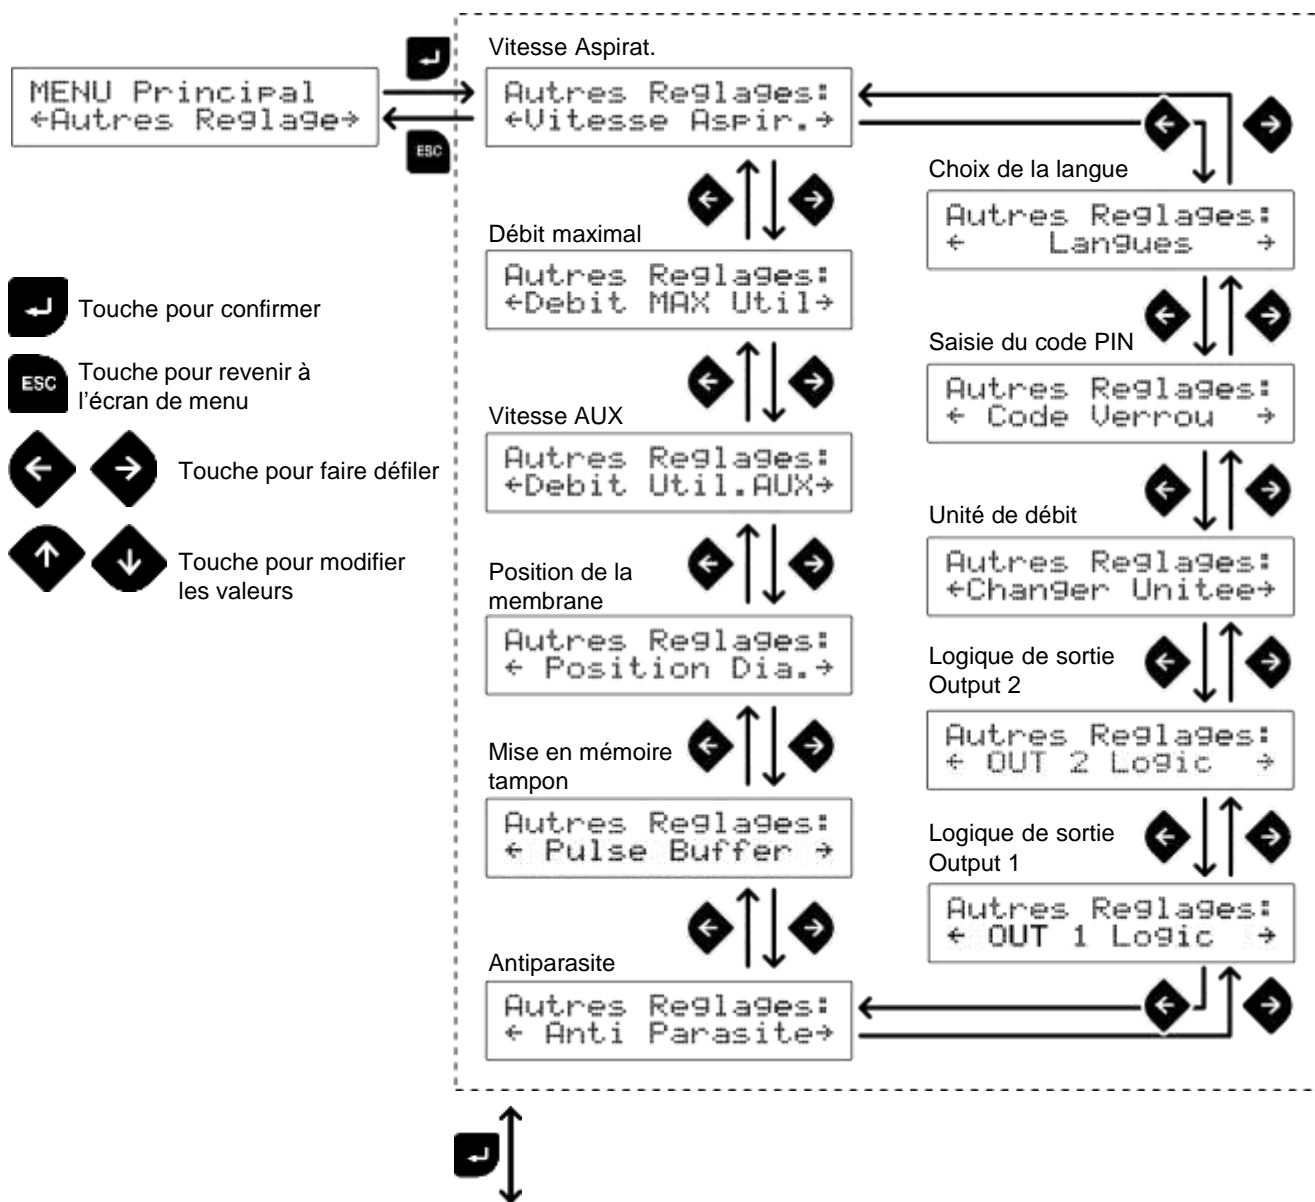 MENU Principal
←Autres Reglage→
ESC
Touche pour confirmer
ESC
Touche pour revenir à
l'écran de menu
Touche pour faire défiler
Touche pour modifier
les valeurs
Vitesse Aspirat.
Autres Reglages:
←Vitesse Aspir.→
Débit maximal
Autres Reglages:
←Debit MAX Util→
Vitesse AUX
Autres Reglages:
←Debit Util.AUX→
Position de la
membrane
Autres Reglages:
← Position Dia.→
Mise en mémoire
tampon
Autres Reglages:
← Pulse Buffer →
Antiparasite
Autres Reglages:
← Anti Parasite→
Choix de la langue
Autres Reglages:
← Langues →
Saisie du code PIN
Autres Reglages:
← Code Verrou →
Unité de débit
Autres Reglages:
←Changer Unitee→
Logique de sortie
Output 2
Autres Reglages:
← OUT 2 Logic →
Logique de sortie
Output 1
Autres Reglages:
← OUT 1 Logic →